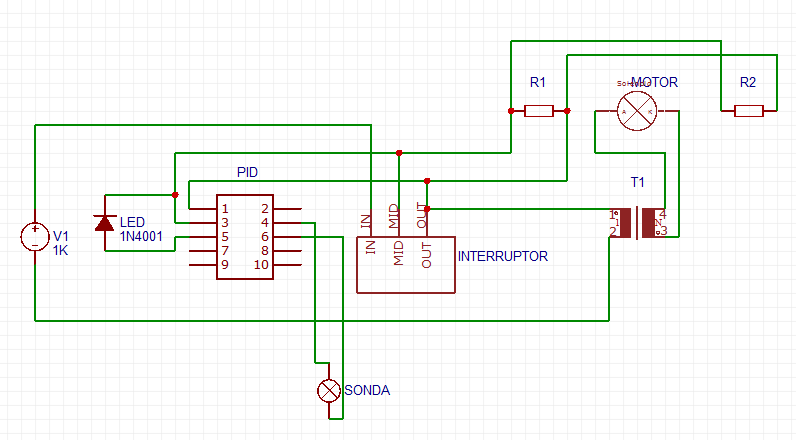 R1
MOTOR
R2
PID
T1
IN
MID
OUT
1
2
3
4
5
6
7
8
9
10
LED
1N4001
V1
1K
IN
MID
OUT
INTERRUPTOR
A
K
1
4
2
3
SONDA